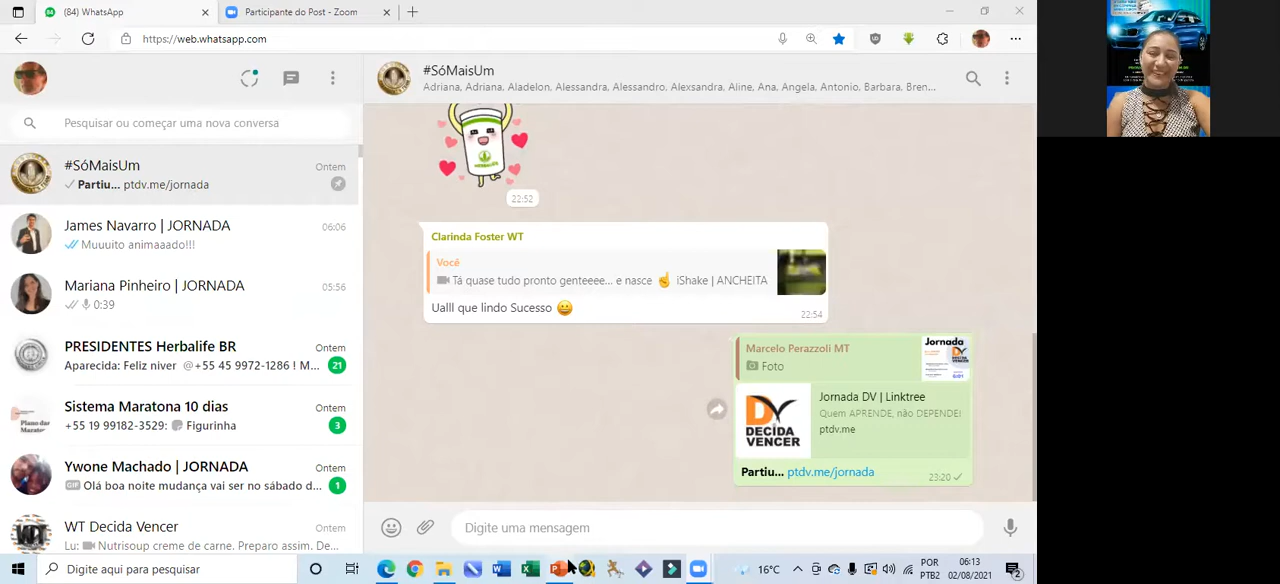 (84) WhatsApp
Participante do Post - Zoom
https://web.whatsapp.com
#SóMaisUm
Adriana, Adriana, Aladelon, Alessandra, Alessandro, Alexsandra, Aline, Ana, Angela, Antonio, Barbara, Bren...
Pesquisar ou começar uma nova conversa
#SóMaisUm
Ontem
Partiu... ptdv.me/jornada
James Navarro | JORNADA
06:06
Muuuito animaaado!!!
Mariana Pinheiro | JORNADA
05:56
0:39
PRESIDENTES Herbalife BR
Ontem
Aparecida: Feliz niver @+55 45 9972-1286 ! M...
21
Sistema Maratona 10 dias
Ontem
+55 19 99182-3529: Figurinha
3
Ywone Machado | JORNADA
Ontem
GIF Olá boa noite mudança vai ser no sábado d...
1
WT Decida Vencer
Ontem
Lu: Nutrisoup creme de carne. Preparo assim. De...
HERBALIFE
22:52
Clarinda Foster WT
Você
Tá quase tudo pronto genteeee... e nasce ☝ iShake | ANCHEITA
Ualll que lindo Sucesso 😀
22:54
Marcelo Perazzoli MT
Foto
Jornada
DV
DECIDA
VENCER
Jornada DV | Linktree
Quem APRENDE, não DEPENDE!
ptdv.me
Partiu... ptdv.me/jornada
23:20
Digite uma mensagem
Digite aqui para pesquisar
16°C
POR
PTB2
06:13
02/08/2021
2